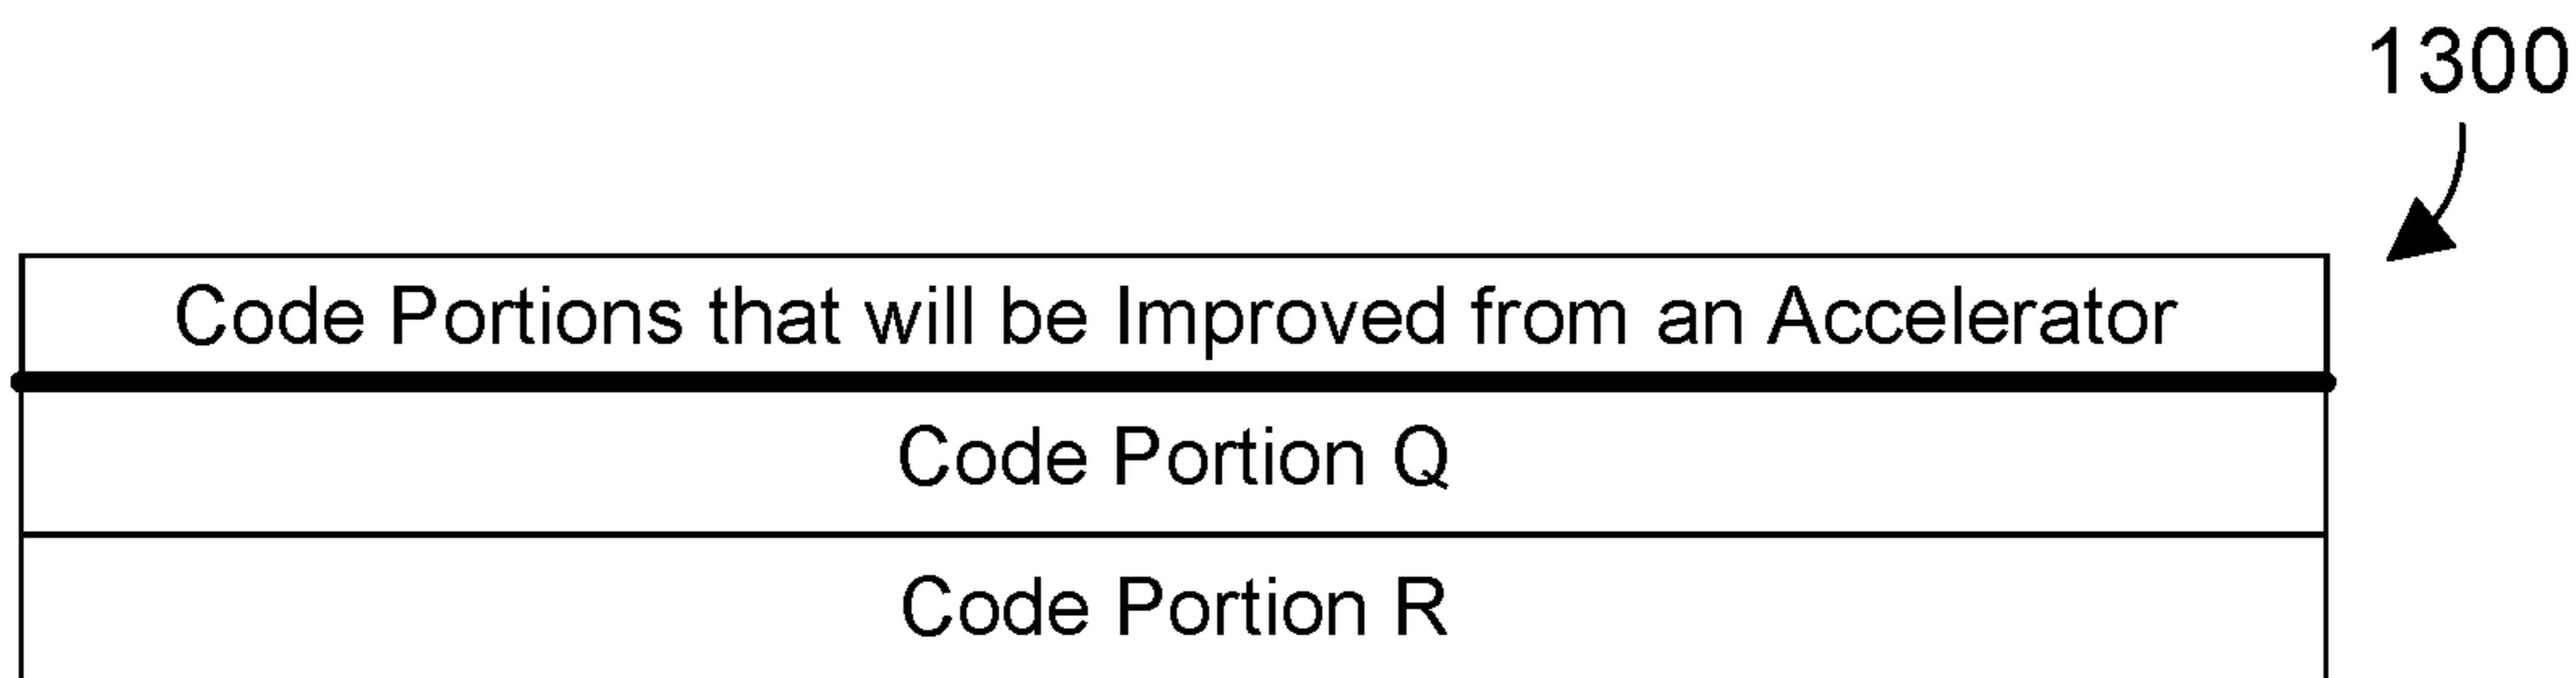 1300
Code Portions that will be Improved from an Accelerator
Code Portion Q
Code Portion R